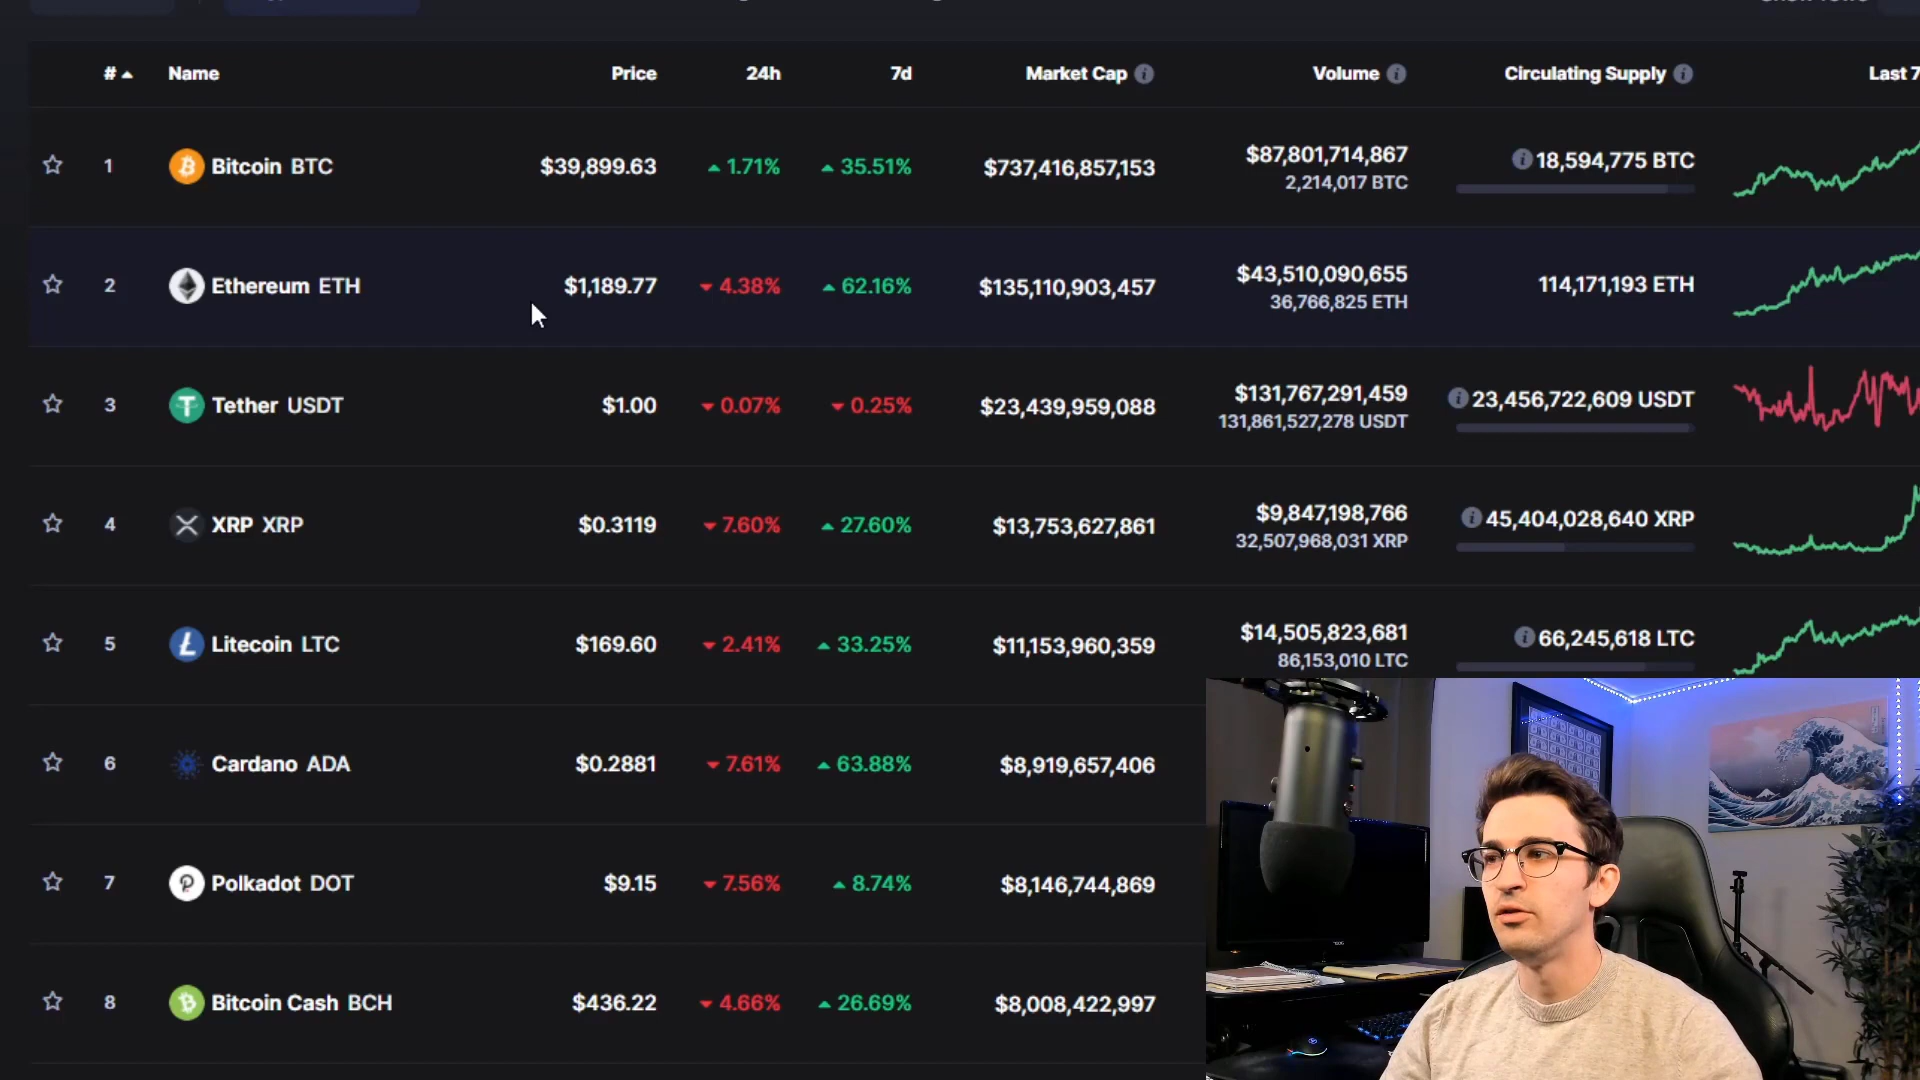 # Name Price 24h 7d Market Cap Volume Circulating Supply Last 7
1 Bitcoin BTC $39,899.63 1.71% 35.51% $737,416,857,153 $87,801,714,867 18,594,775 BTC
2,214,017 BTC
2 Ethereum ETH $1,189.77 4.38% 62.16% $135,110,903,457 $43,510,090,655 114,171,193 ETH
36,766,825 ETH
3 Tether USDT $1.00 0.07% 0.25% $23,439,959,088 $131,767,291,459 23,456,722,609 USDT
131,861,527,278 USDT
4 XRP XRP $0.3119 7.60% 27.60% $13,753,627,861 $9,847,198,766 45,404,028,640 XRP
32,507,968,031 XRP
5 Litecoin LTC $169.60 2.41% 33.25% $11,153,960,359 $14,505,823,681 66,245,618 LTC
86,153,010 LTC
6 Cardano ADA $0.2881 7.61% 63.88% $8,919,657,406
7 Polkadot DOT $9.15 7.56% 8.74% $8,146,744,869
8 Bitcoin Cash BCH $436.22 4.66% 26.69% $8,008,422,997